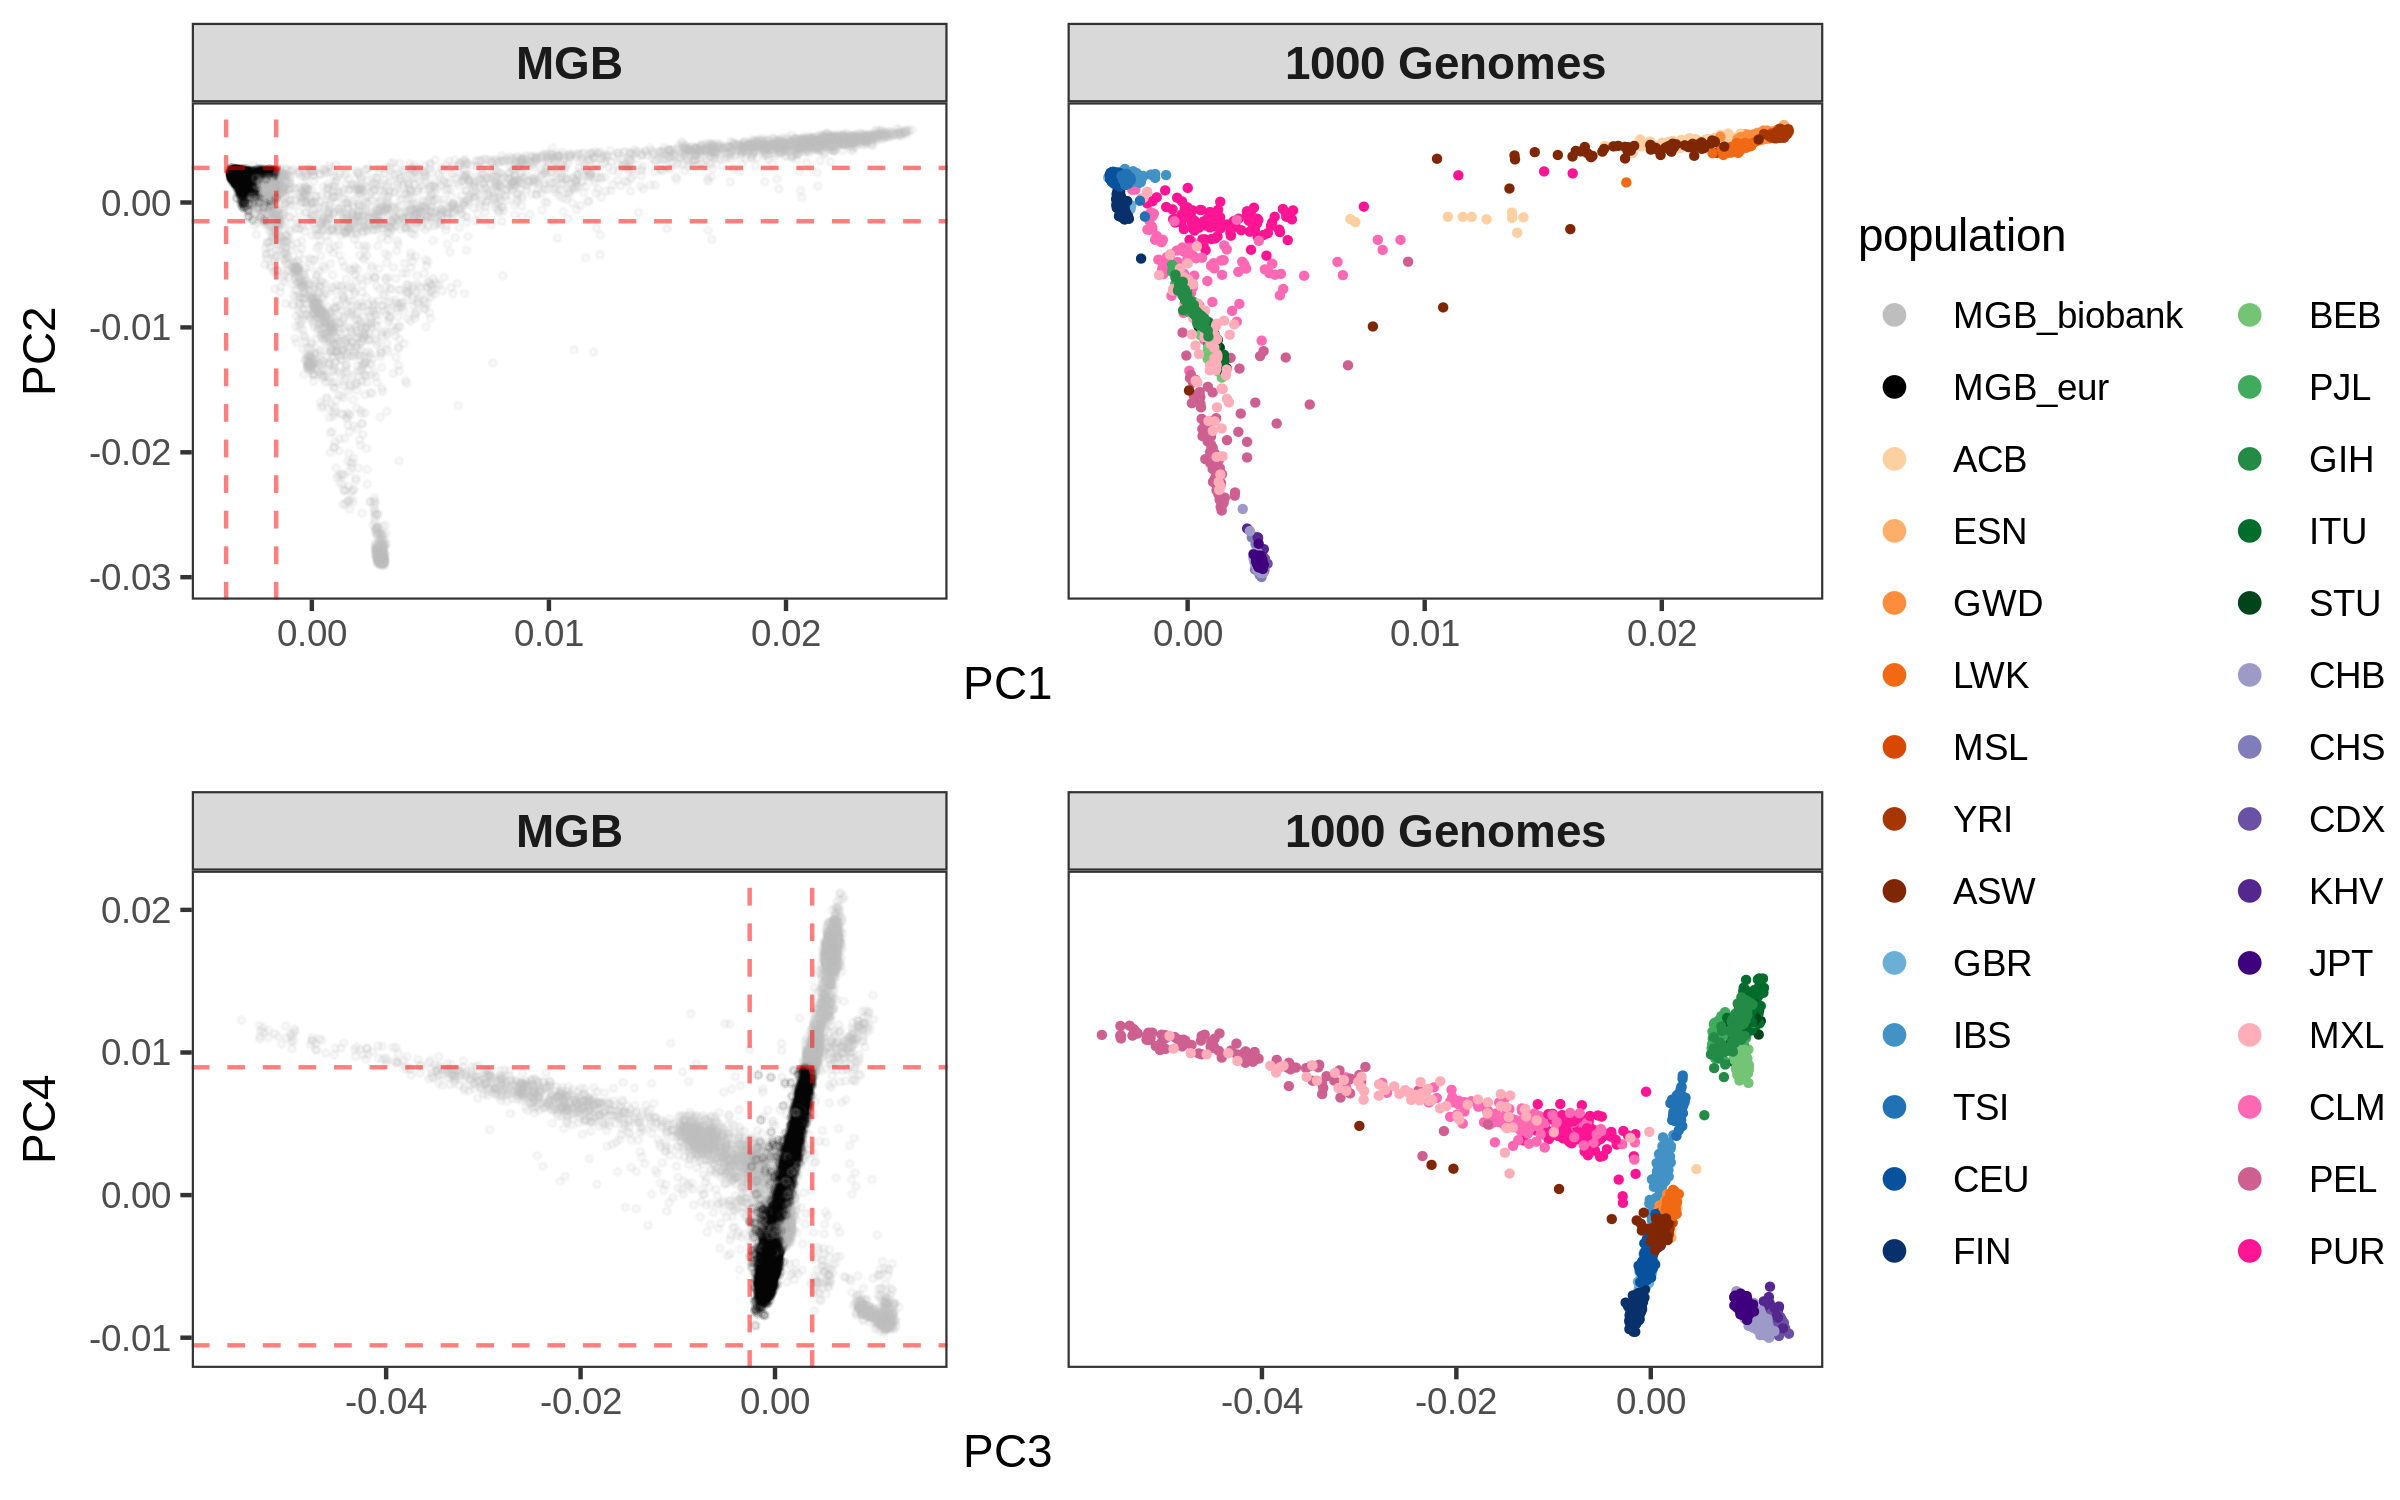 MGB
1000 Genomes
PC2
0.00
-0.01
-0.02
-0.03
0.00
0.01
0.02
0.00
0.01
0.02
PC1
MGB
1000 Genomes
PC4
0.02
0.01
0.00
-0.01
-0.04
-0.02
0.00
-0.04
-0.02
0.00
PC3
population
MGB_biobank
MGB_eur
ACB
ESN
GWD
LWK
MSL
YRI
ASW
GBR
IBS
TSI
CEU
FIN
BEB
PJL
GIH
ITU
STU
CHB
CHS
CDX
KHV
JPT
MXL
CLM
PEL
PUR